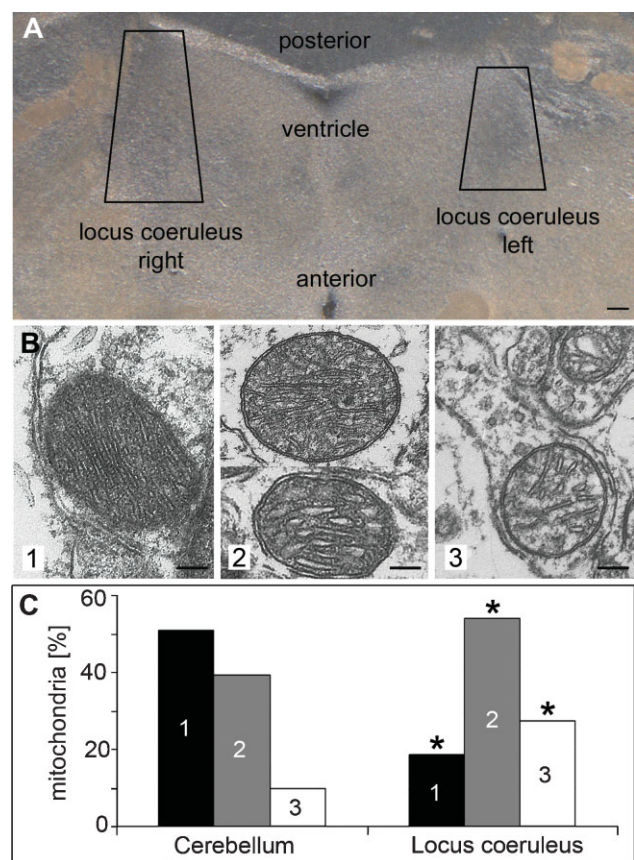 A
posterior
ventricle
locus coeruleus
right
locus coeruleus
left
anterior
B
1
2
3
C
mitochondria [%]
60
40
20
0
1
2
3
*
1
*
2
*
3
Cerebellum
Locus coeruleus